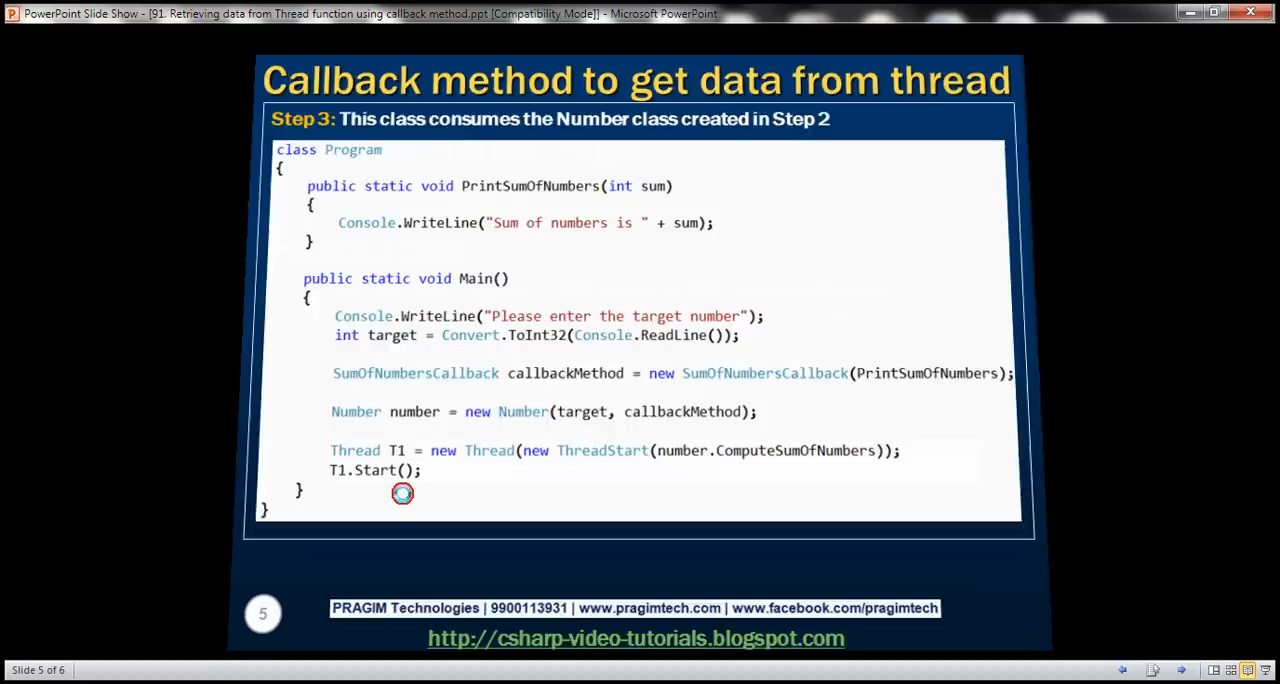 PowerPoint Slide Show - [91. Retrieving data from Thread function using callback method.ppt [Compatibility Mode]] - Microsoft PowerPoint
Callback method to get data from thread
Step 3: This class consumes the Number class created in Step 2
class Program
{
public static void PrintSumOfNumbers(int sum)
{
Console.WriteLine("Sum of numbers is " + sum);
}
public static void Main()
{
Console.WriteLine("Please enter the target number");
int target = Convert.ToInt32(Console.ReadLine());
SumOfNumbersCallback callbackMethod = new SumOfNumbersCallback(PrintSumOfNumbers);
Number number = new Number(target, callbackMethod);
Thread T1 = new Thread(new ThreadStart(number.ComputeSumOfNumbers));
T1.Start();
}
}
5
PRAGIM Technologies | 9900113931 | www.pragimtech.com | www.facebook.com/pragimtech
http://csharp-video-tutorials.blogspot.com
Slide 5 of 6